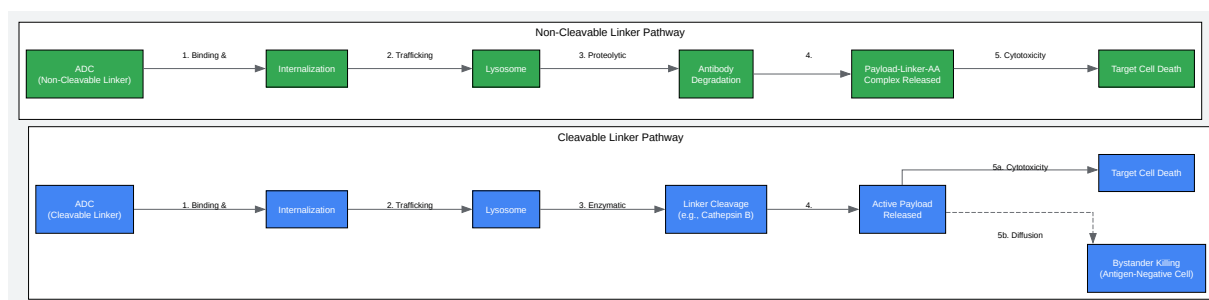 Non-Cleavable Linker Pathway
ADC
(Non-Cleavable Linker)
1. Binding &
Internalization
2. Trafficking
Lysosome
3. Proteolytic
Antibody
Degradation
4.
Payload-Linker-AA
Complex Released
5. Cytotoxicity
Target Cell Death
Cleavable Linker Pathway
ADC
(Cleavable Linker)
1. Binding &
Internalization
2. Trafficking
Lysosome
3. Enzymatic
Linker Cleavage
(e.g., Cathepsin B)
4.
Active Payload
Released
5a. Cytotoxicity
Target Cell Death
5b. Diffusion
Bystander Killing
(Antigen-Negative Cell)